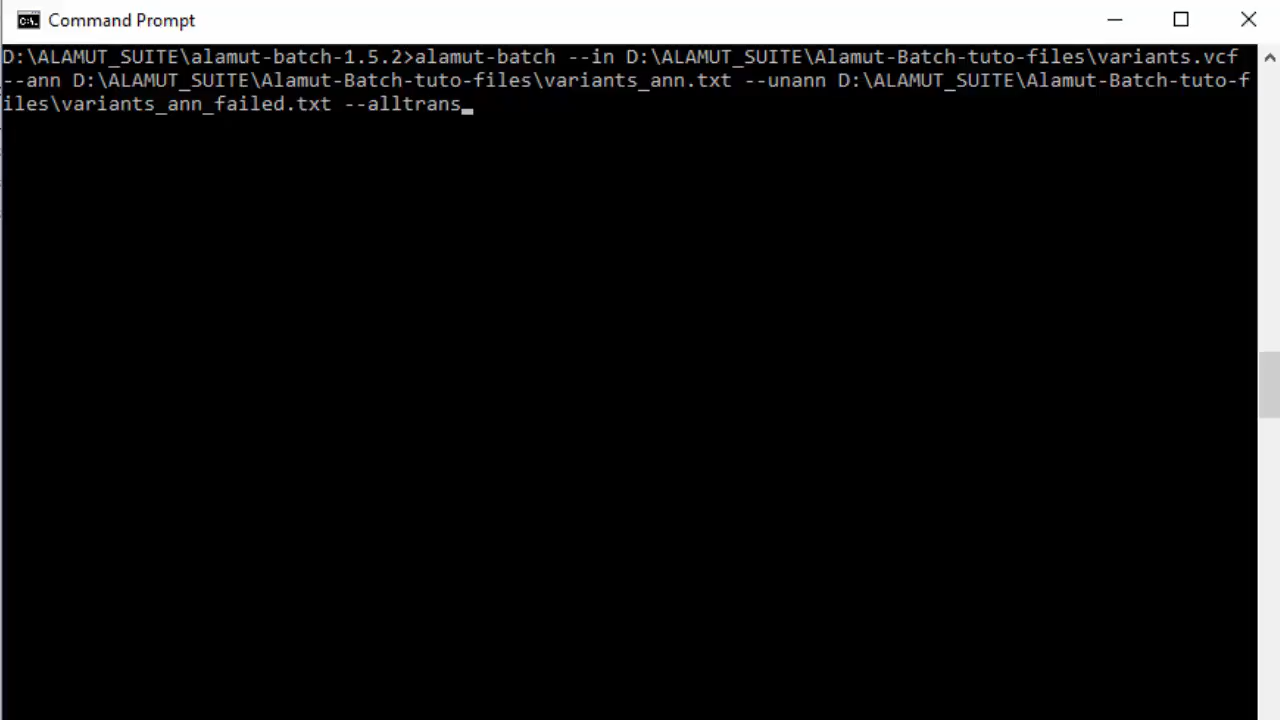 Command Prompt
D:\ALAMUT_SUITE\alamut-batch-1.5.2>alamut-batch --in D:\ALAMUT_SUITE\Alamut-Batch-tuto-files\variants.vcf
--ann D:\ALAMUT_SUITE\Alamut-Batch-tuto-files\variants_ann.txt --unann D:\ALAMUT_SUITE\Alamut-Batch-tuto-f
iles\variants_ann_failed.txt --alltrans_